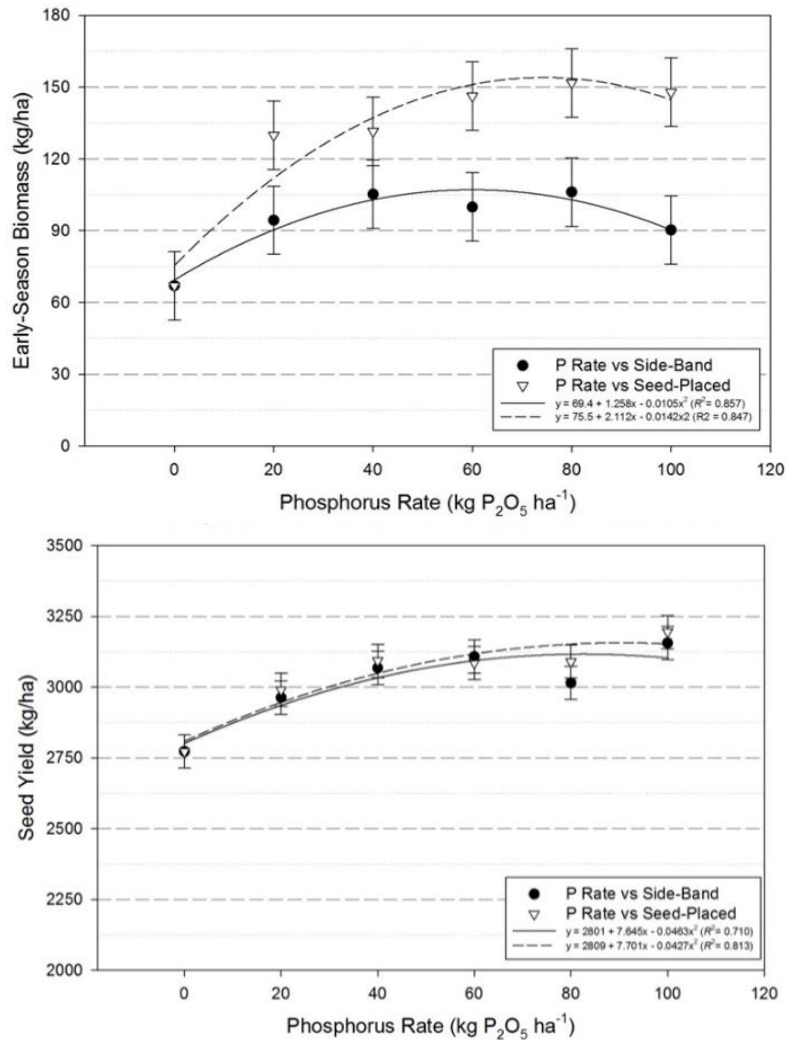 180
150
120
90
60
30
0
Early-Season Biomass (kg/ha)
P Rate vs Side-Band
P Rate vs Seed-Placed
y = 69.4 + 1.258x - 0.0105x² (R²= 0.857)
y = 75.5 + 2.112x - 0.0142x2 (R2 = 0.847)
0 20 40 60 80 100 120
Phosphorus Rate (kg P₂O₅ ha⁻¹)
3500
3250
3000
2750
2500
2250
2000
Seed Yield (kg/ha)
P Rate vs Side-Band
P Rate vs Seed-Placed
y = 2801 + 7.645x - 0.0463x² (R²= 0.710)
y = 2809 + 7.701x - 0.0427x² (R²= 0.813)
0 20 40 60 80 100 120
Phosphorus Rate (kg P₂O₅ ha⁻¹)